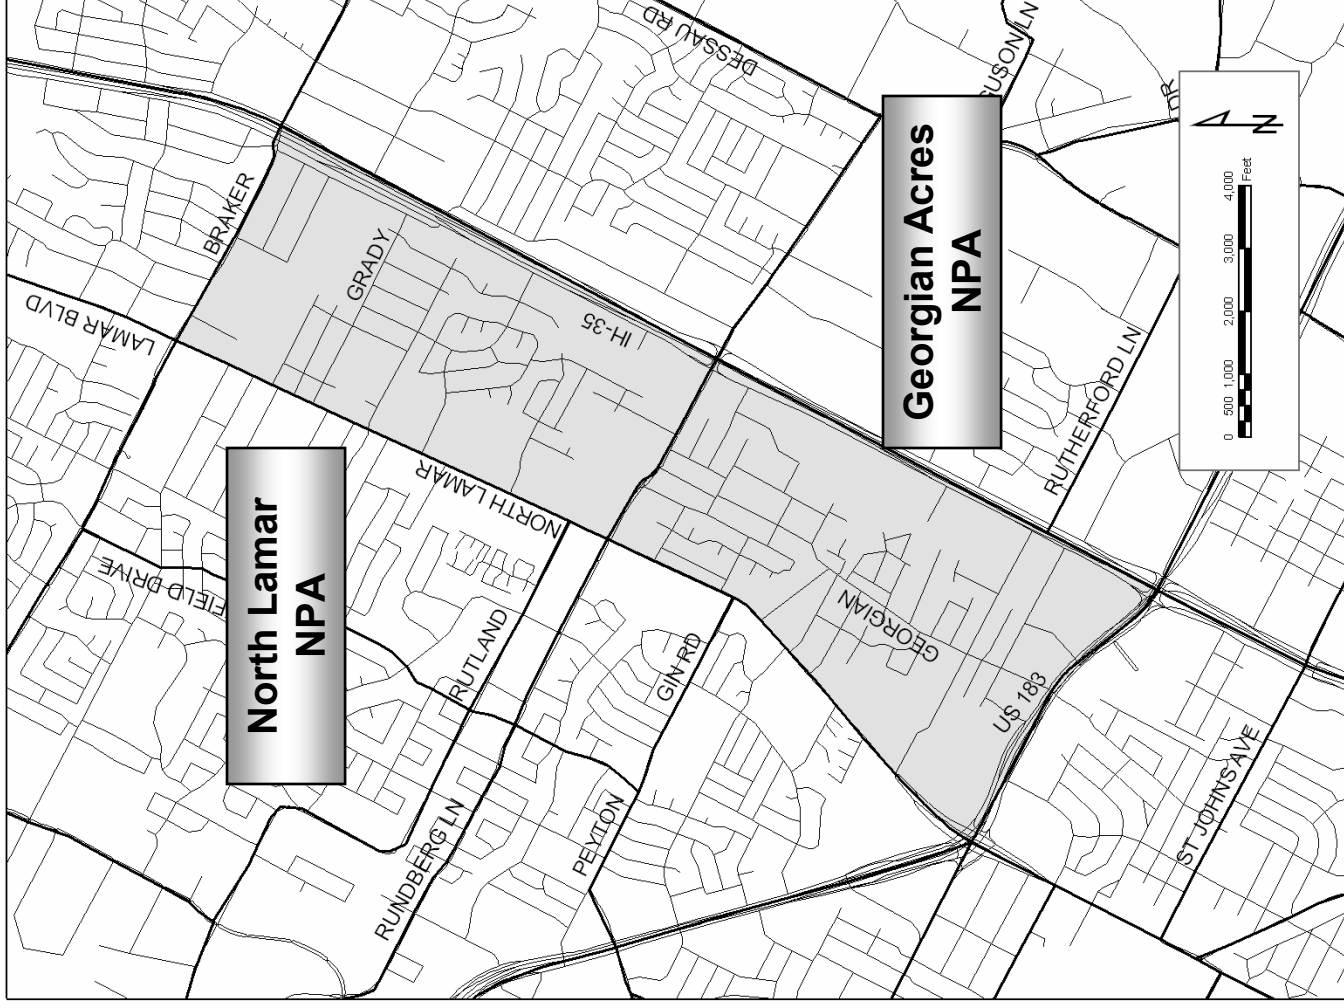 DESSAU RD
GUSON LN
DR
BRAKER
LAMAR BLVD
GRADY
IH-35
NORTH LAMAR
FIELD DRIVE
North Lamar
NPA
Georgian Acres
NPA
RUTLAND
GIN RD
GEORGIAN
RUTHERFORD LN
US 183
RUNDBERG LN
PEYTON
ST JOHNS AVE
N
0 500 1,000 2,000 3,000 4,000
Feet